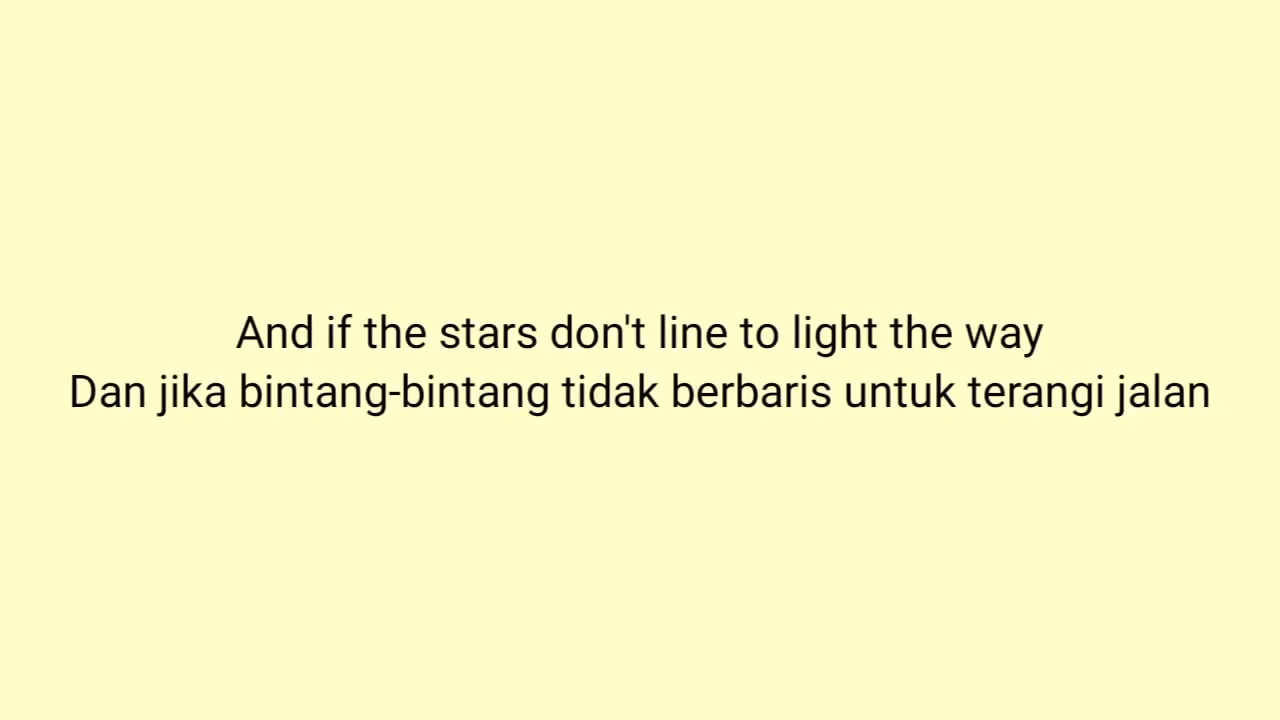 And if the stars don't line to light the way
Dan jika bintang-bintang tidak berbaris untuk terangi jalan